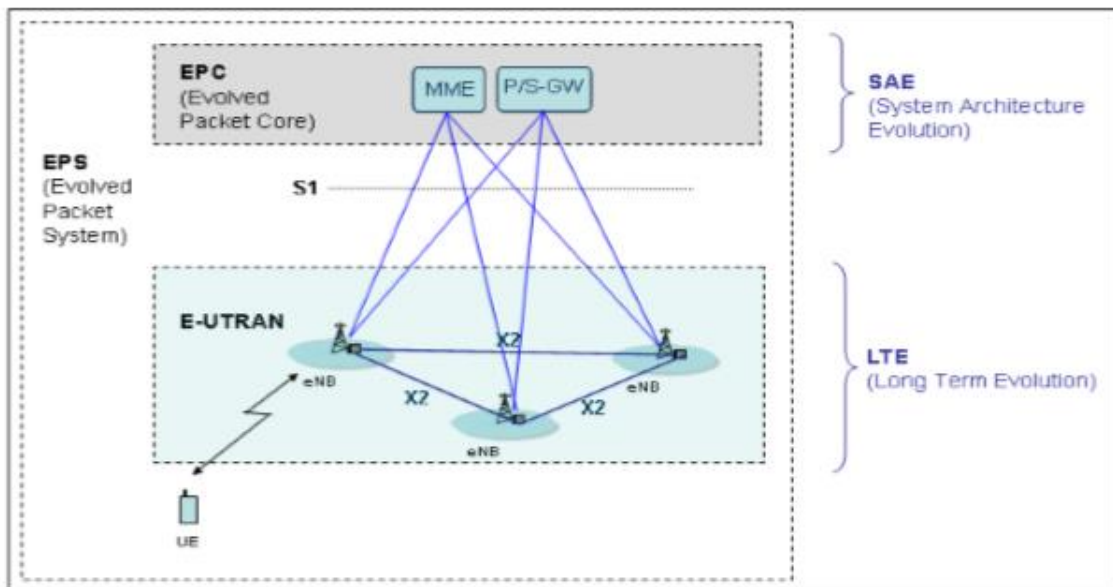 EPC
(Evolved
Packet Core)
MME
P/S-GW
SAE
(System Architecture
Evolution)
EPS
(Evolved
Packet
System)
S1
E-UTRAN
X2
eNB
X2
eNB
X2
eNB
LTE
(Long Term Evolution)
UE